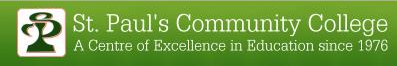 St. Paul's Community College
A Centre of Excellence in Education since 1976